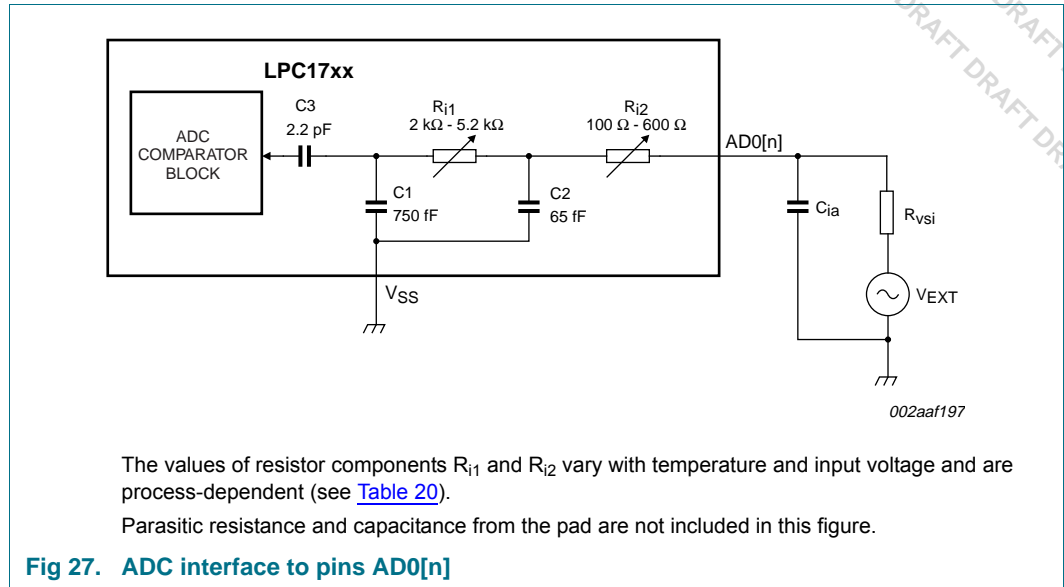 DRAFT DRAFT DR
DRAFT
LPC17xx
ADC
COMPARATOR
BLOCK
C3
2.2 pF
Ri1
2 kΩ - 5.2 kΩ
Ri2
100 Ω - 600 Ω
AD0[n]
C1
750 fF
C2
65 fF
Cia
Rvsi
VSS
VEXT
002aaf197
The values of resistor components Ri1 and Ri2 vary with temperature and input voltage and are
process-dependent (see Table 20).
Parasitic resistance and capacitance from the pad are not included in this figure.
Fig 27. ADC interface to pins AD0[n]